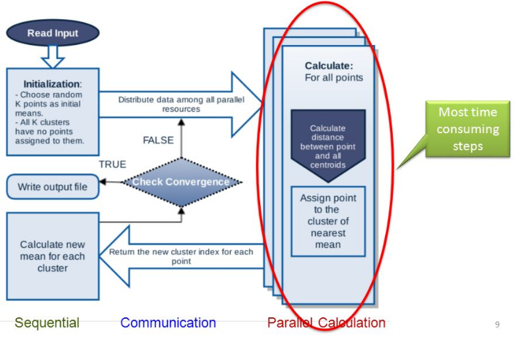 Read Input
Initialization:
- Choose random
K points as initial
means.
- All K clusters
have no points
assigned to them.
Distribute data among all parallel
resources
Calculate:
For all points
Calculate
distance
between point
and all
centroids
Assign point
to the
cluster of
nearest
mean
Most time
consuming
steps
FALSE
TRUE
Check Convergence
Write output file
Calculate new
mean for each
cluster
Return the new cluster index for each
point
Sequential
Communication
Parallel Calculation
9